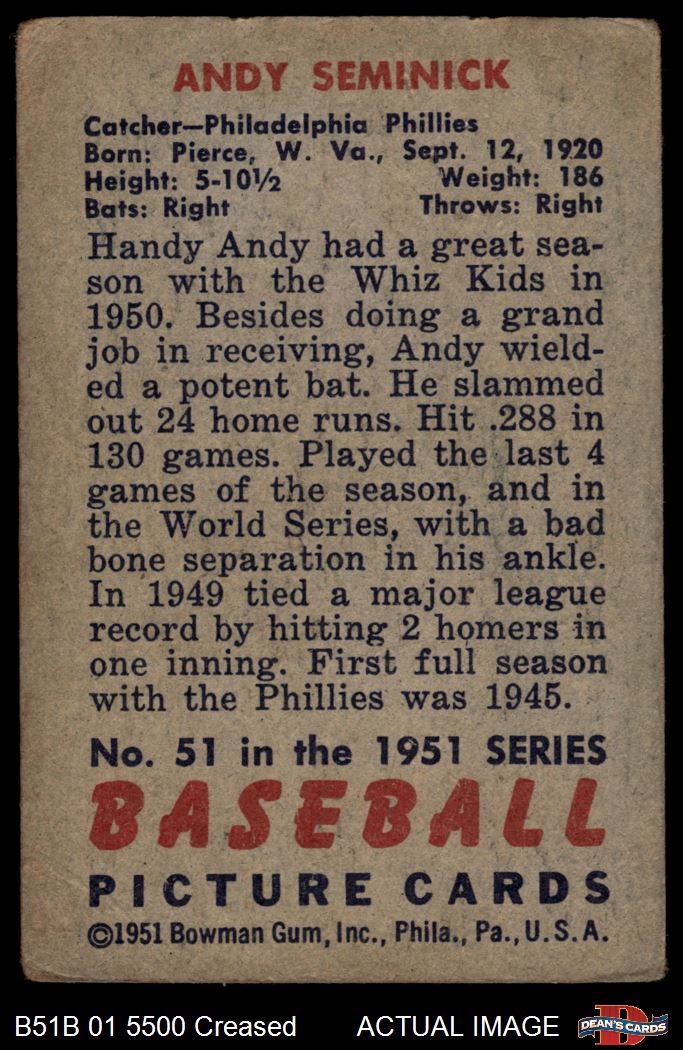 ANDY SEMINICK
Catcher—Philadelphia Phillies
Born: Pierce, W. Va., Sept. 12, 1920
Height: 5-10½ Weight: 186
Bats: Right Throws: Right
Handy Andy had a great sea-
son with the Whiz Kids in
1950. Besides doing a grand
job in receiving, Andy wield-
ed a potent bat. He slammed
out 24 home runs. Hit .288 in
130 games. Played the last 4
games of the season, and in
the World Series, with a bad
bone separation in his ankle.
In 1949 tied a major league
record by hitting 2 homers in
one inning. First full season
with the Phillies was 1945.
No. 51 in the 1951 SERIES
BASEBALL
PICTURE CARDS
©1951 Bowman Gum, Inc., Phila., Pa., U.S.A.
B51B 01 5500 Creased ACTUAL IMAGE D DEAN'S CARDS